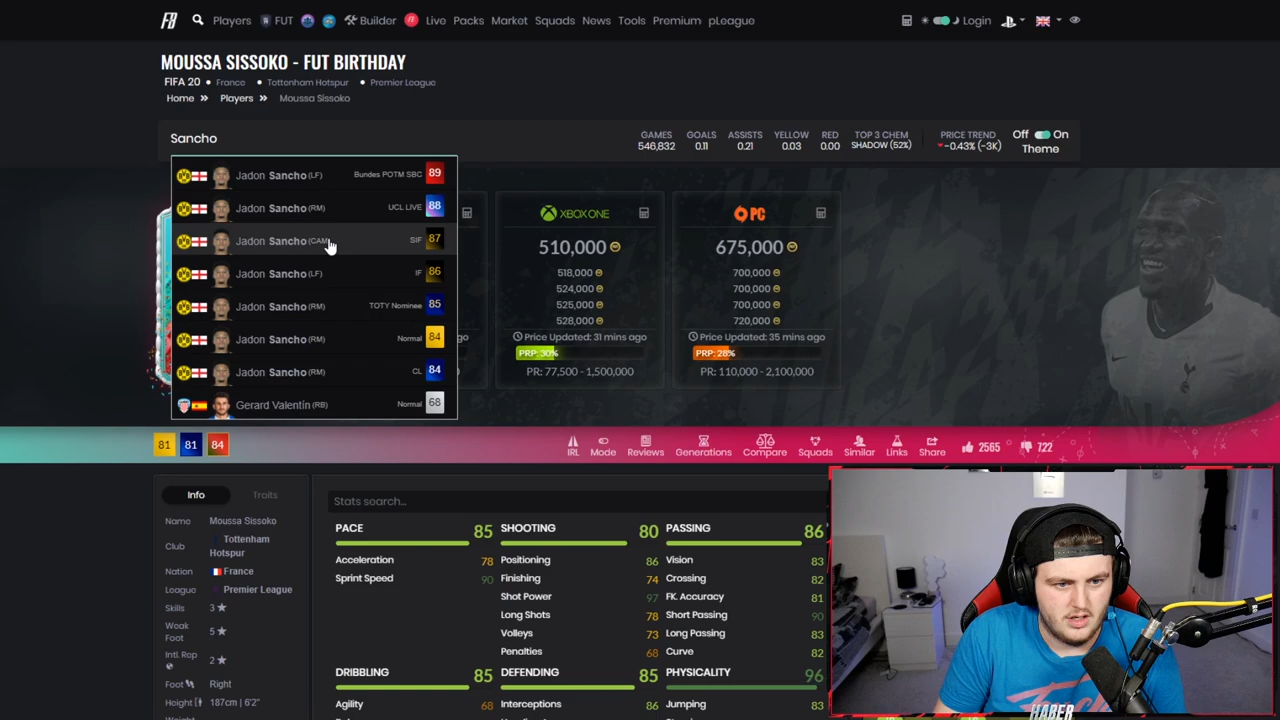 F8 Players FUT Builder Live Packs Market Squads News Tools Premium pLeague Login
MOUSSA SISSOKO - FUT BIRTHDAY
FIFA 20 • France • Tottenham Hotspur • Premier League
Home » Players » Moussa Sissoko
Sancho
GAMES GOALS ASSISTS YELLOW RED TOP 3 CHEM PRICE TREND Off On
546,832 0.11 0.21 0.03 0.00 SHADOW (52%) -0.43% (-3K) Theme
Jadon Sancho (LF) Bundes POTM SBC 89
Jadon Sancho (RM) UCL LIVE 88
Jadon Sancho (CAM) SIF 87
Jadon Sancho (LF) IF 86
Jadon Sancho (RM) TOTY Nominee 85
Jadon Sancho (RM) Normal 84
Jadon Sancho (RM) CL 84
Gerard Valentín (RB) Normal 68
go
XBOX ONE
510,000
518,000
524,000
525,000
528,000
Price Updated: 31 mins ago
PRP: 30%
PR: 77,500 - 1,500,000
PC
675,000
700,000
700,000
700,000
720,000
Price Updated: 35 mins ago
PRP: 28%
PR: 110,000 - 2,100,000
81 81 84
IRL Mode Reviews Generations Compare Squads Similar Links Share 2565 722
Info Traits
Name Moussa Sissoko
Club Tottenham Hotspur
Nation France
League Premier League
Skills 3 ★
Weak Foot 5 ★
Intl. Rep 2 ★
Foot Right
Height 187cm | 6'2"
Weight
Stats search...
PACE 85
Acceleration 78
Sprint Speed 90
SHOOTING 80
Positioning 86
Finishing 74
Shot Power 97
Long Shots 78
Volleys 73
Penalties 68
PASSING 86
Vision 83
Crossing 82
FK. Accuracy 81
Short Passing 90
Long Passing 83
Curve 82
DRIBBLING 85
Agility 68
DEFENDING 85
Interceptions 86
PHYSICALITY 96
Jumping 83
HABER